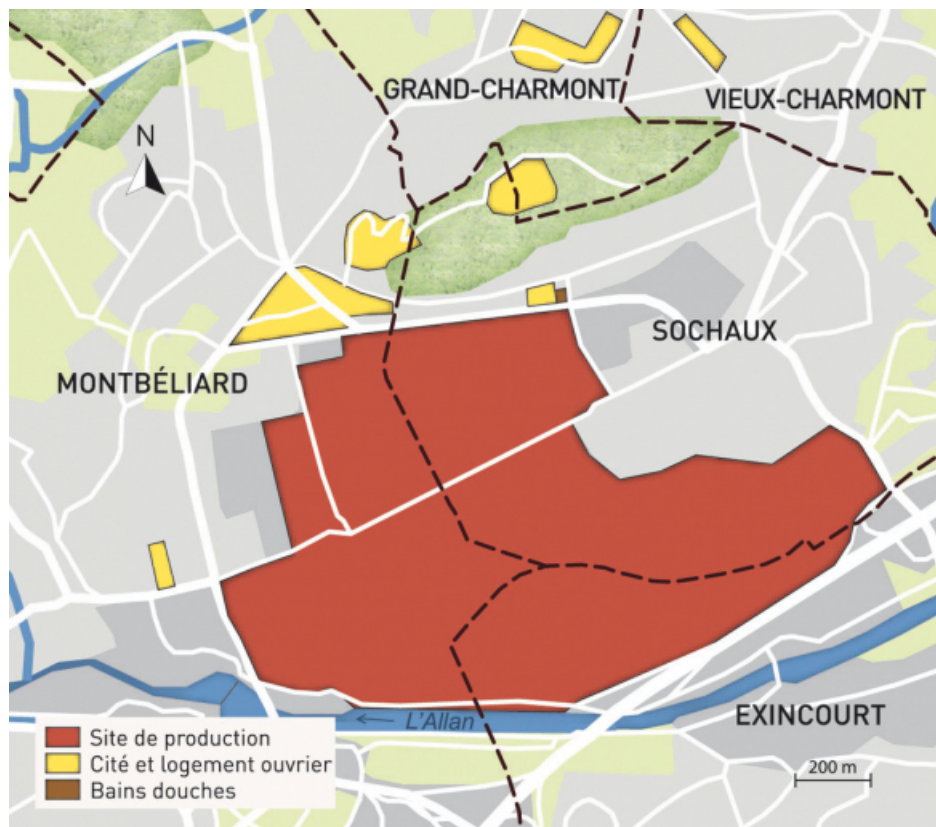 GRAND-CHARMONT
VIEUX-CHARMONT
N
SOCHAUX
MONTBÉLIARD
L'Allan
EXINCOURT
Site de production
Cité et logement ouvrier
Bains douches
200 m